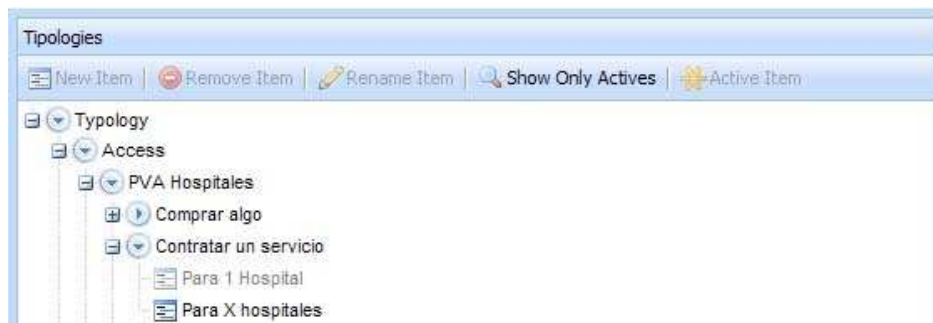 Tipologies
New Item | Remove Item | Rename Item | Show Only Actives | Active Item
Typology
Access
PVA Hospitales
Comprar algo
Contratar un servicio
Para 1 Hospital
Para X hospitales